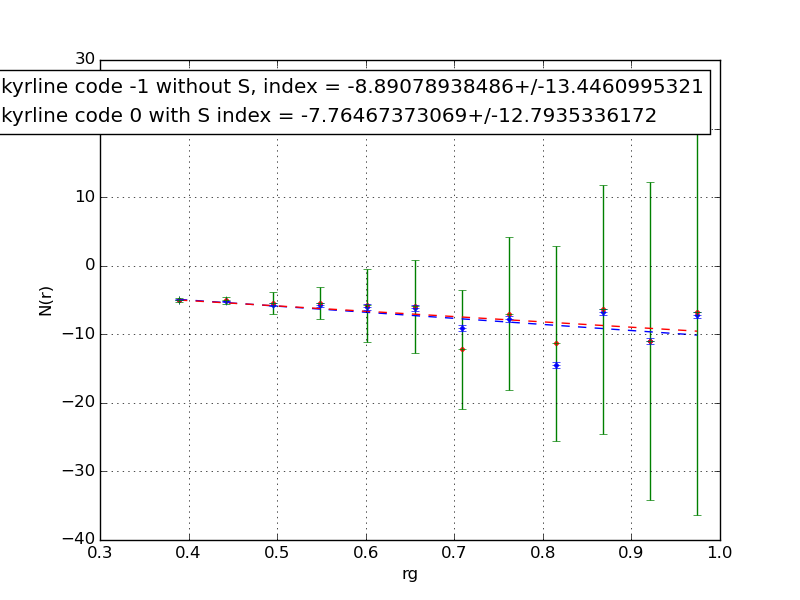 30
kyrline code -1 without S, index = -8.89078938486+/-13.4460995321
kyrline code 0 with S index = -7.76467373069+/-12.7935336172
10
0
−10
−20
−30
−40
N(r)
0.3 0.4 0.5 0.6 0.7 0.8 0.9 1.0
rg